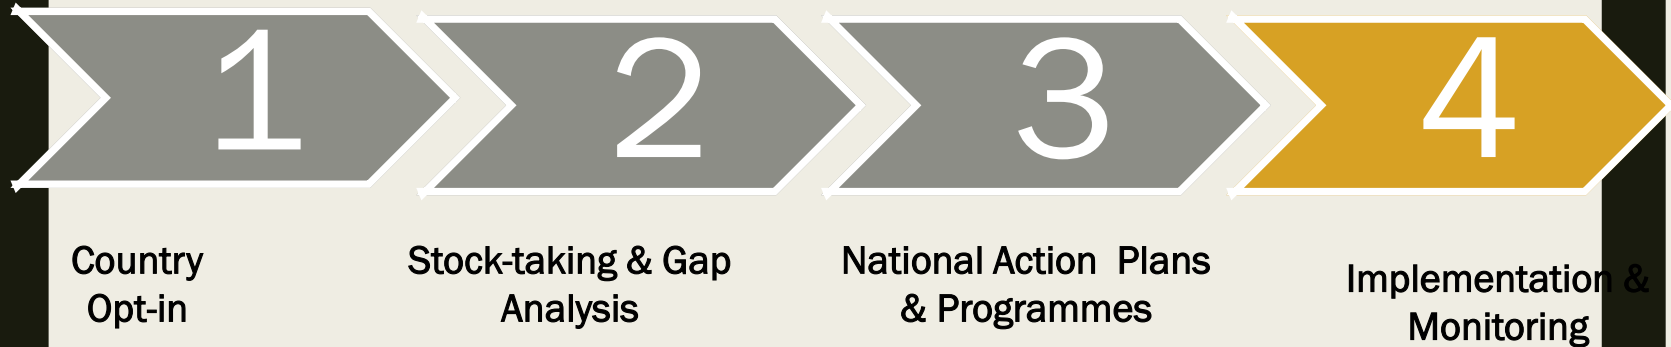 1
2
3
4
Country
Opt-in
Stock-taking & Gap
Analysis
National Action  Plans
& Programmes
Implementation &
Monitoring